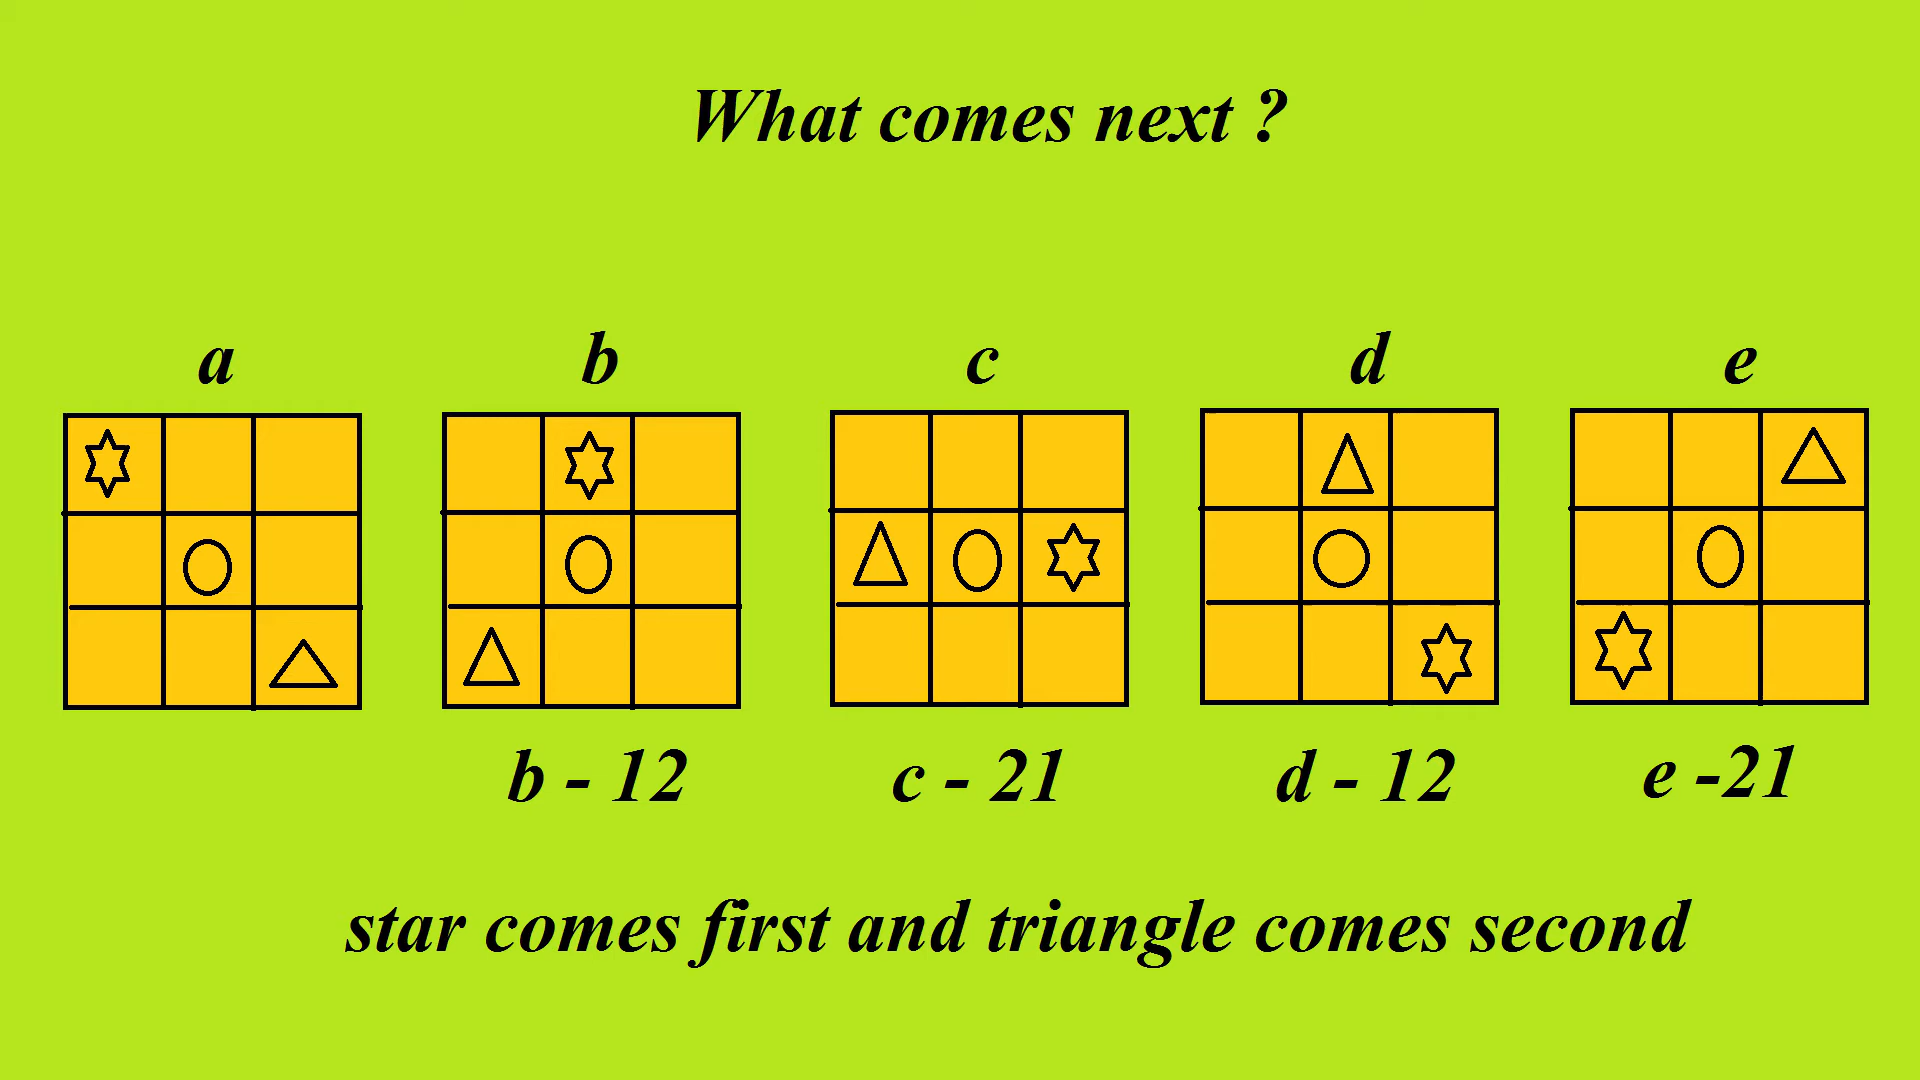 What comes next ?
a b c d e
b - 12 c - 21 d - 12 e -21
star comes first and triangle comes second